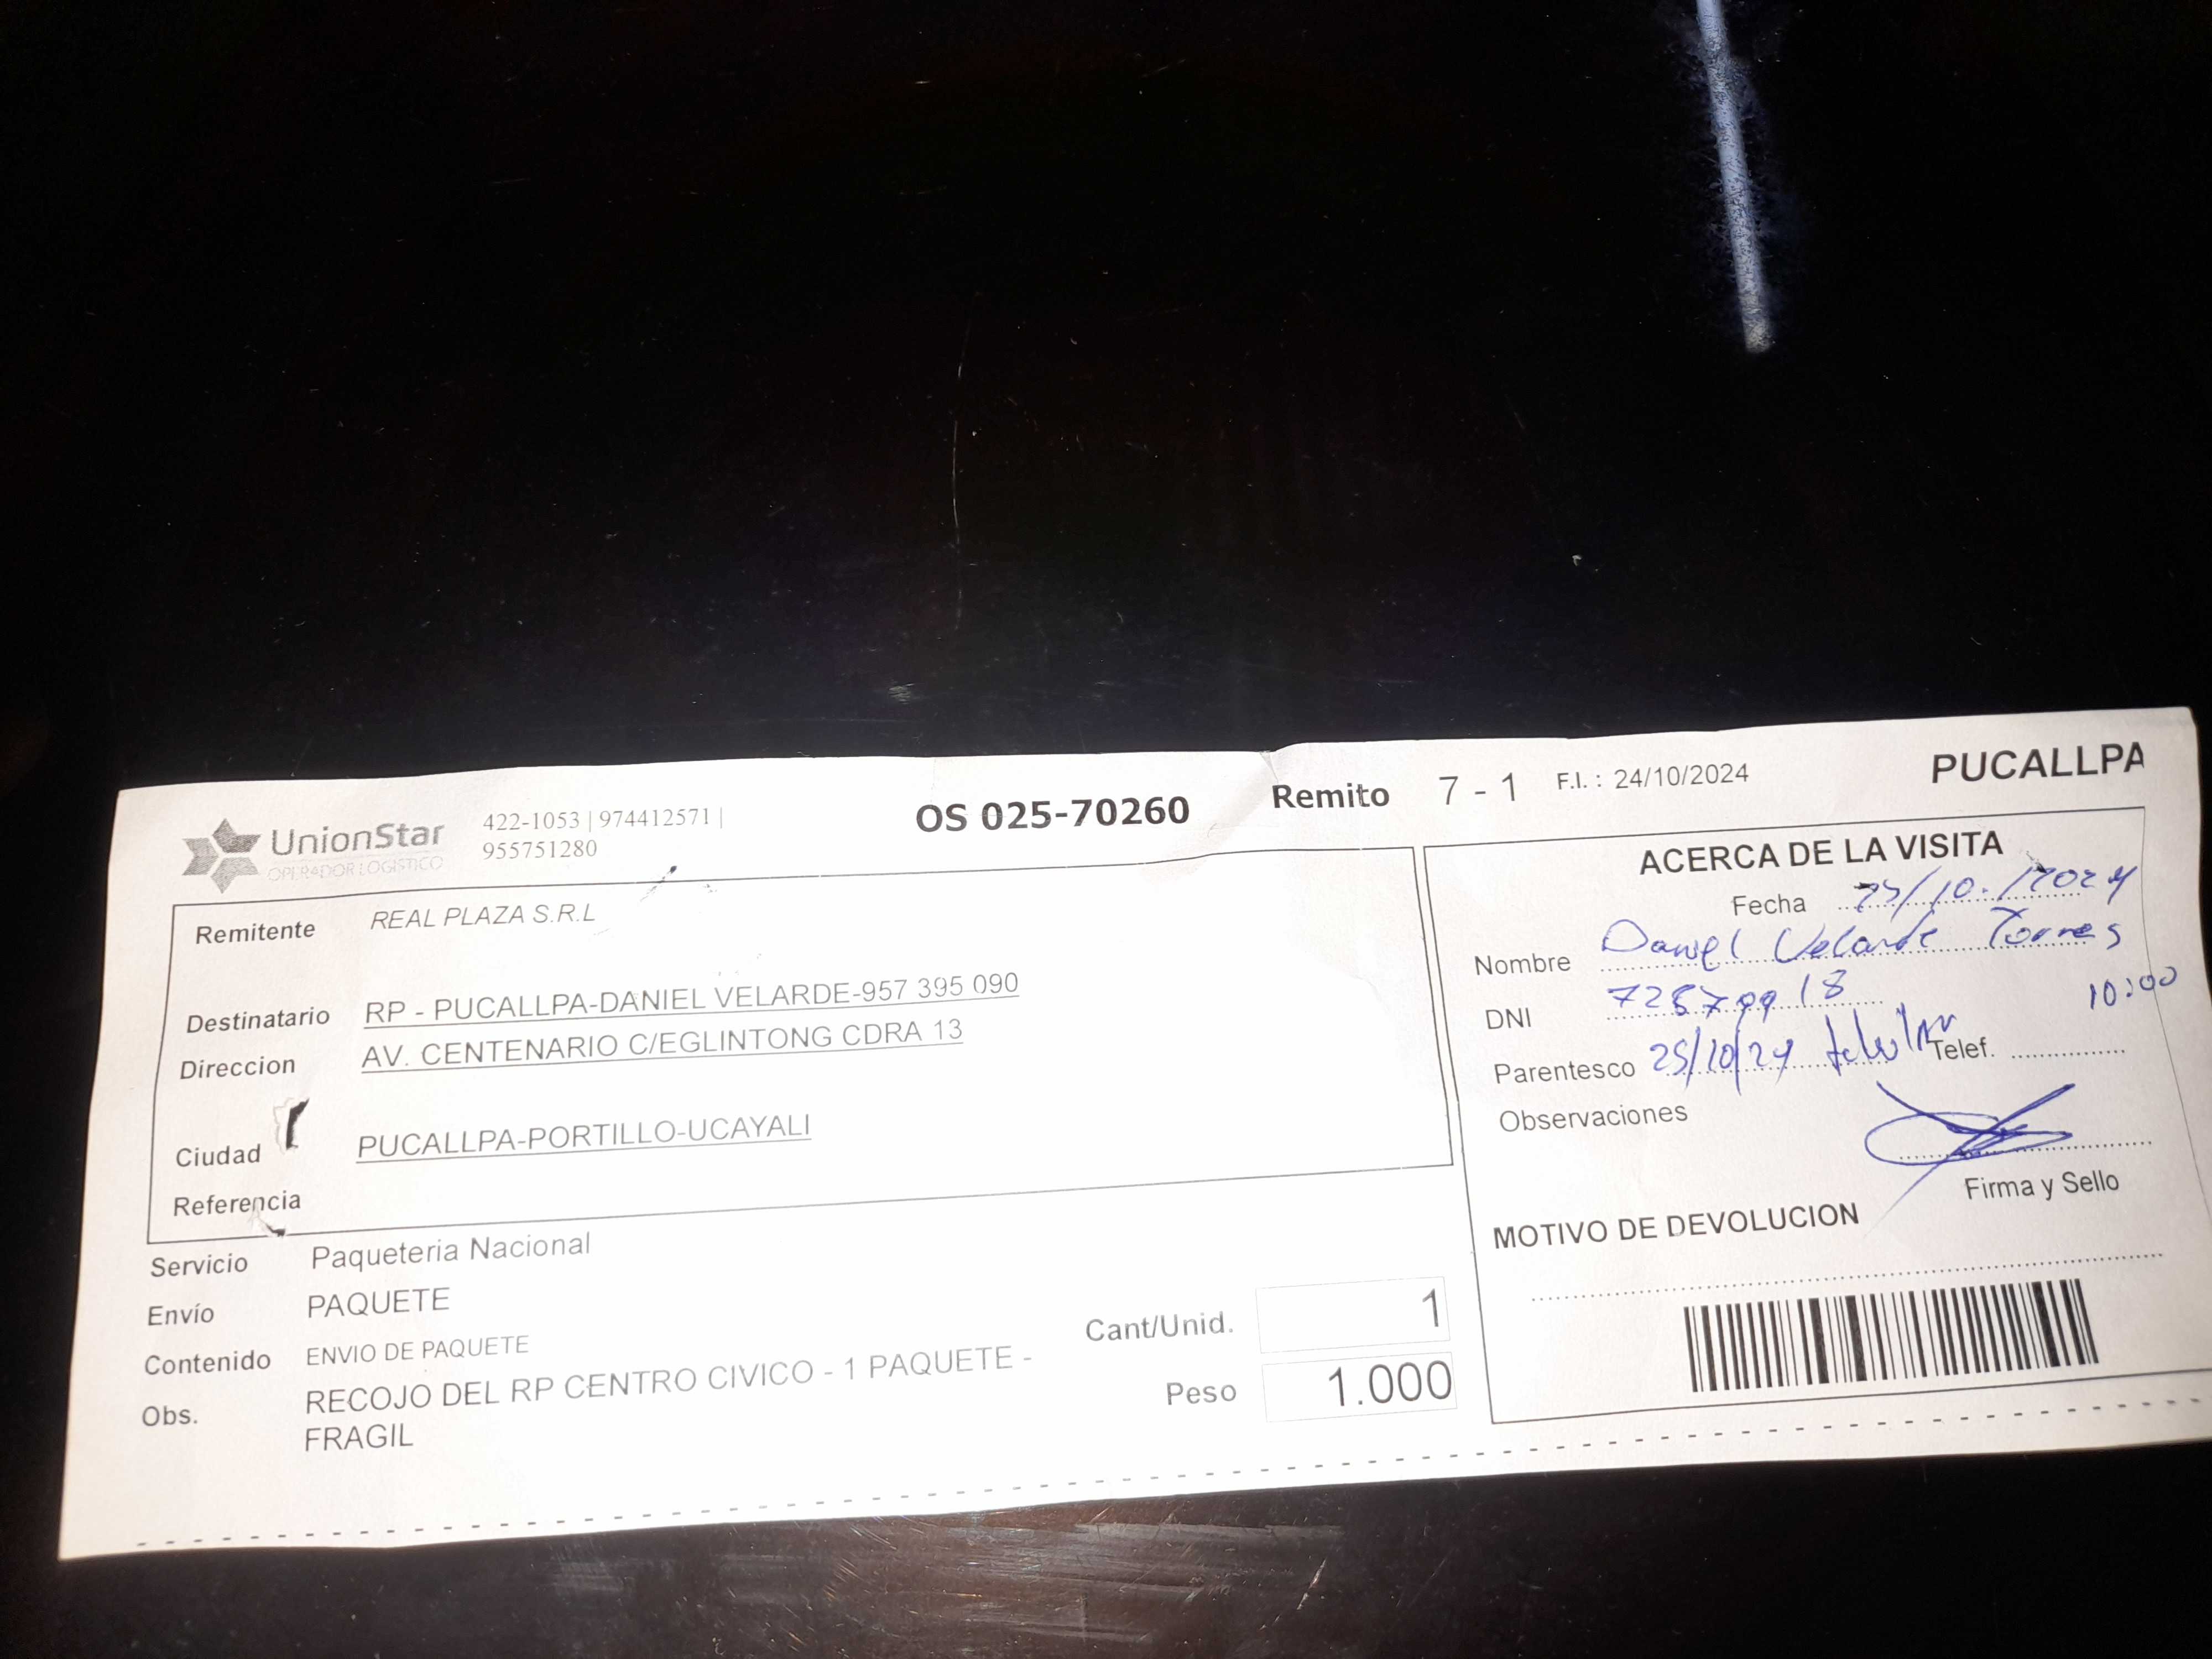 UnionStar
OPERADOR LOGISTICO
422-1053 | 974412571 |
955751280
OS 025-70260
Remito 7 - 1 F.I. : 24/10/2024
PUCALLPA
Remitente REAL PLAZA S.R.L
Destinatario RP - PUCALLPA-DANIEL VELARDE-957 395 090
Direccion AV. CENTENARIO C/EGLINTONG CDRA 13
Ciudad PUCALLPA-PORTILLO-UCAYALI
Referencia
Servicio Paqueteria Nacional
Envío PAQUETE
Contenido ENVIO DE PAQUETE
Obs. RECOJO DEL RP CENTRO CIVICO - 1 PAQUETE -
FRAGIL
Cant/Unid. 1
Peso 1.000
ACERCA DE LA VISITA
Fecha
Nombre Daniel Velarde Torres
DNI
10:00
Parentesco 25/10/24 Telef.
Observaciones
Firma y Sello
MOTIVO DE DEVOLUCION